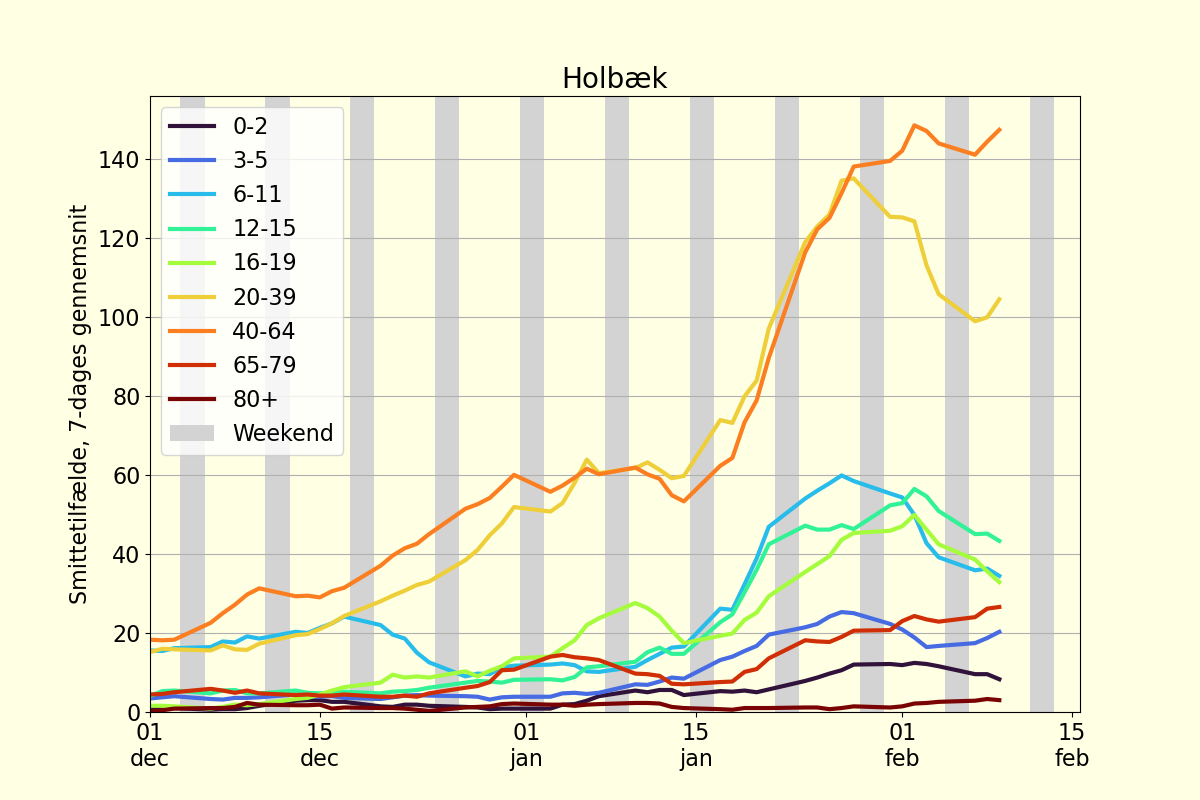 Holbæk
Smittetilfælde, 7-dages gennemsnit
140
120
100
80
60
40
20
0
0-2
3-5
6-11
12-15
16-19
20-39
40-64
65-79
80+
Weekend
01
dec
15
dec
01
jan
15
jan
01
feb
15
feb